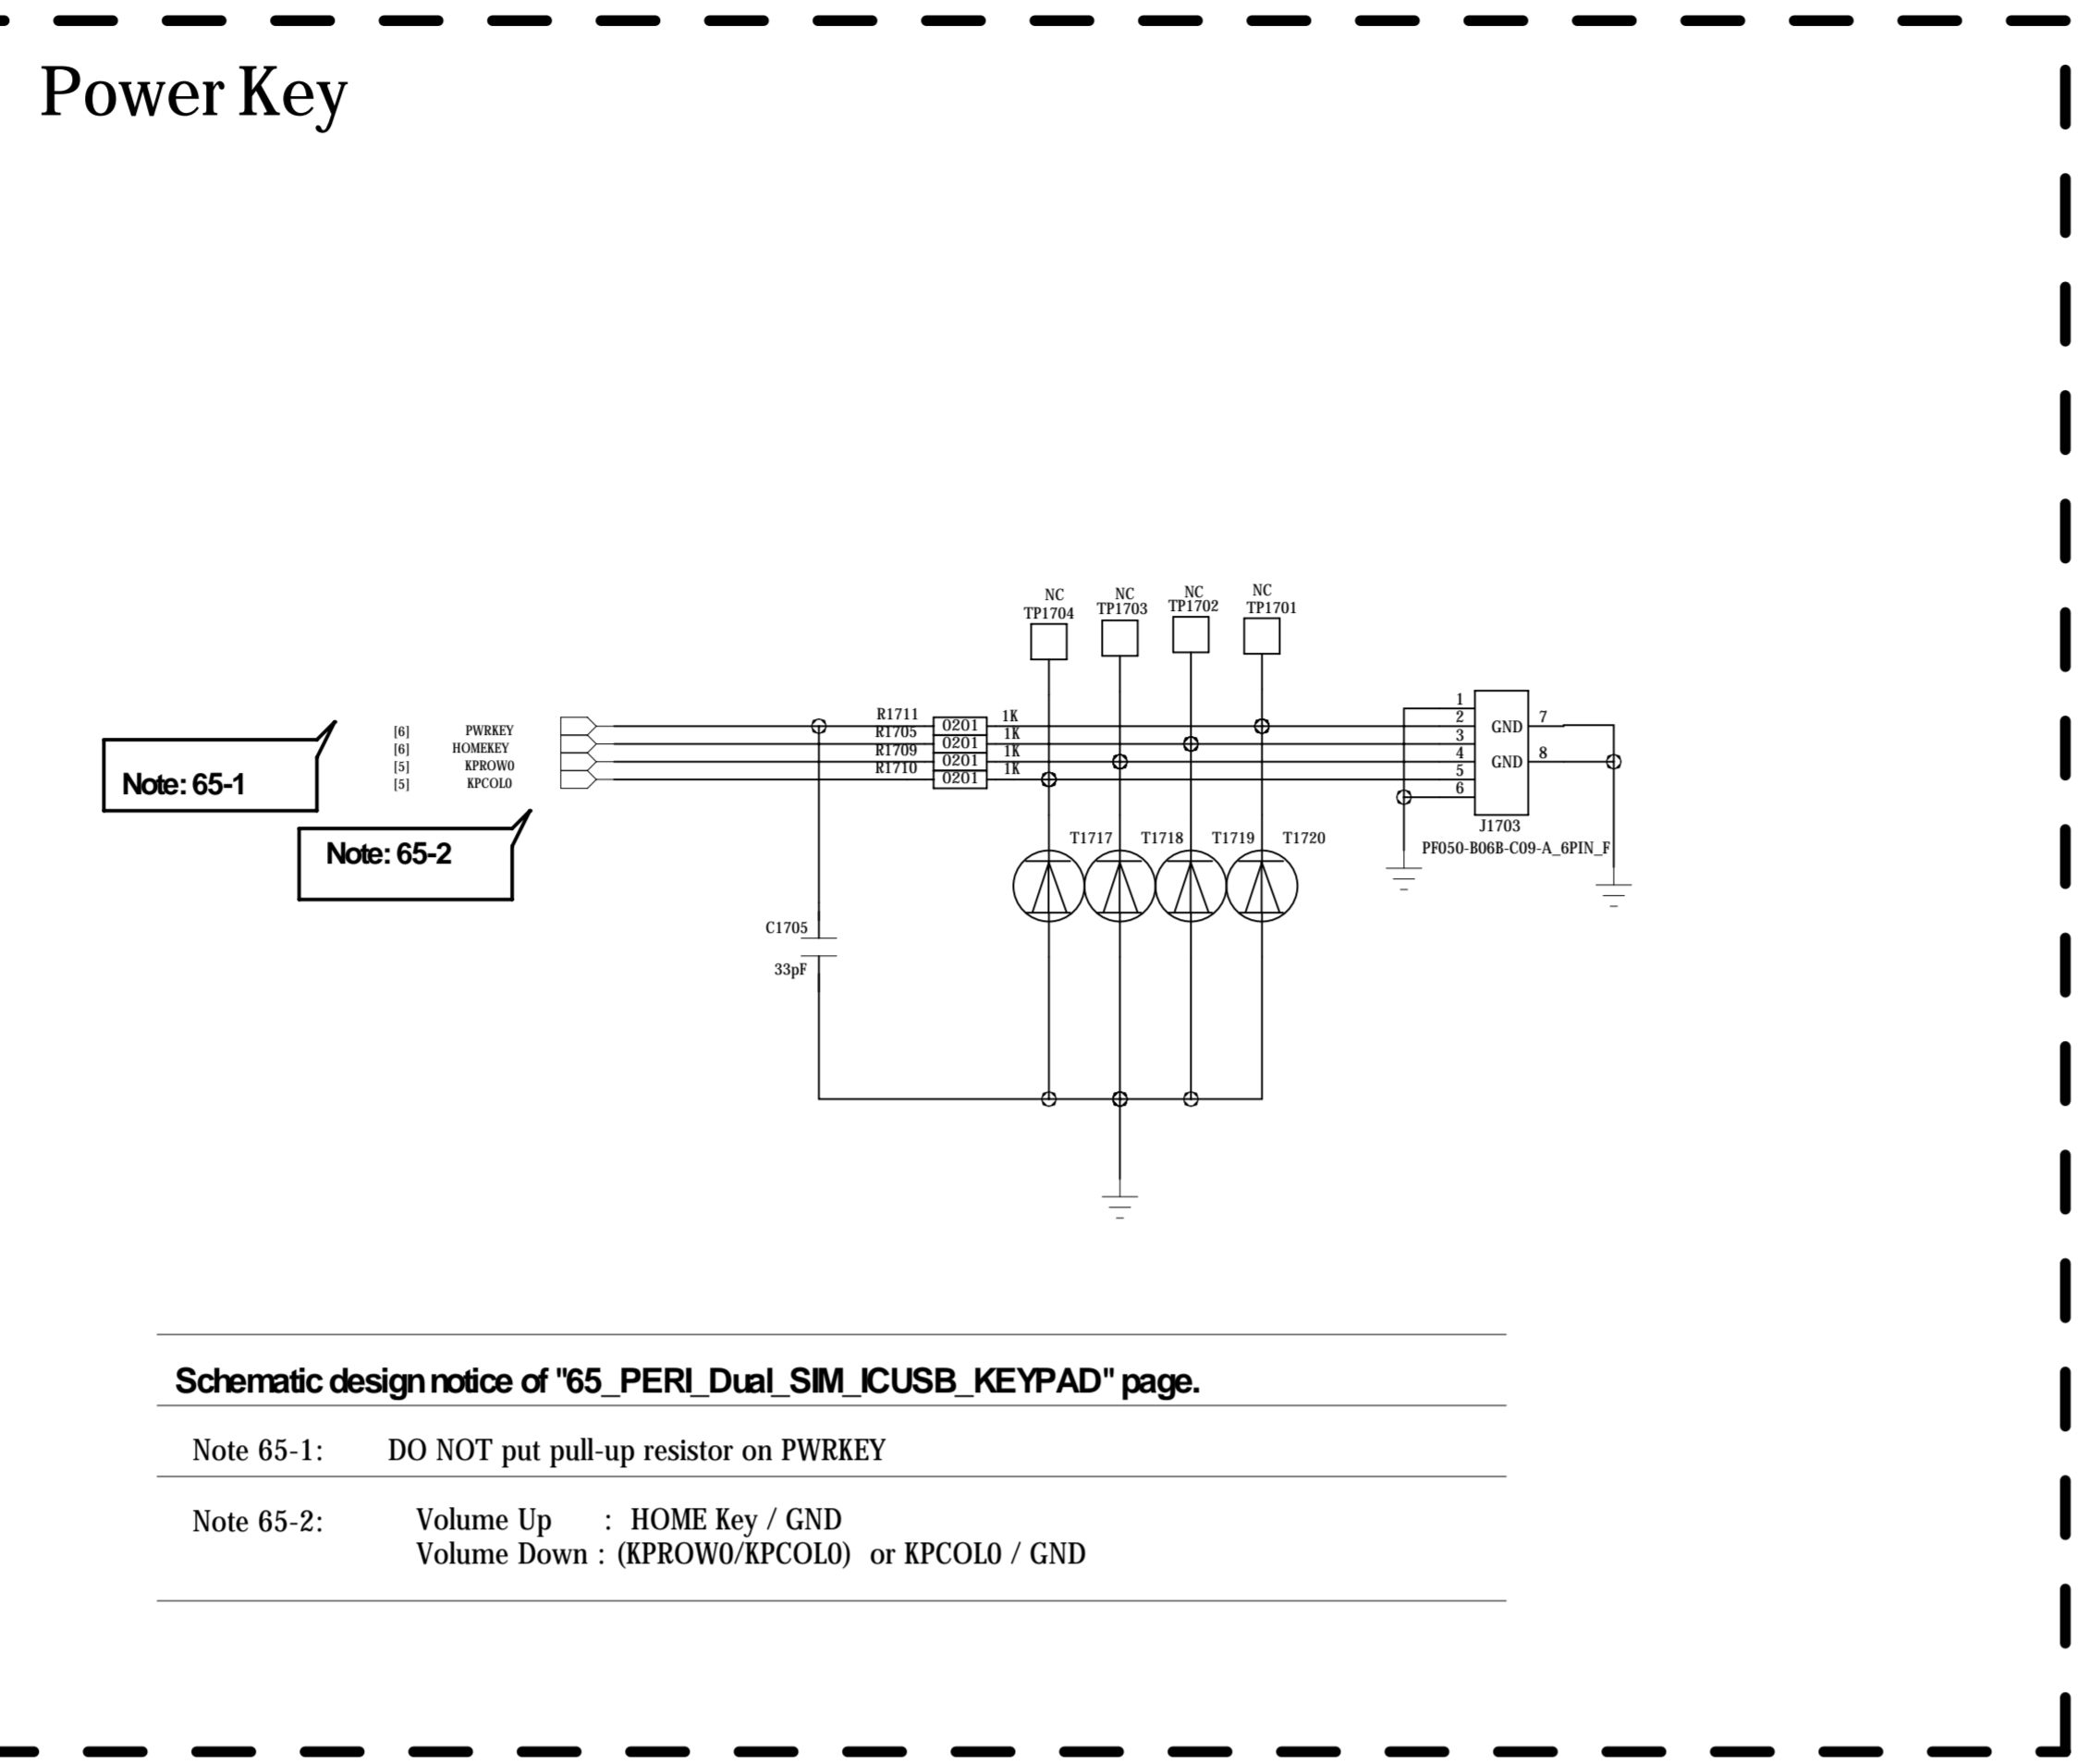 Power Key
NC
NC
NC
NC
TP1704
TP1703
TP1702
TP1701
[6] PWRKEY
[6] HOMEKEY
[5] KPROW0
[5] KPCOL0
R1711 0201 1K
R1705 0201 1K
R1709 0201 1K
R1710 0201 1K
1
2
3
4
5
6
GND 7
GND 8
J1703
PF050-B06B-C09-A_6PIN_F
Note: 65-1
Note: 65-2
T1717
T1718
T1719
T1720
C1705
33pF
Schematic design notice of "65_PERI_Dual_SIM_ICUSB_KEYPAD" page.
Note 65-1: DO NOT put pull-up resistor on PWRKEY
Note 65-2: Volume Up : HOME Key / GND
Volume Down : (KPROW0/KPCOL0) or KPCOL0 / GND